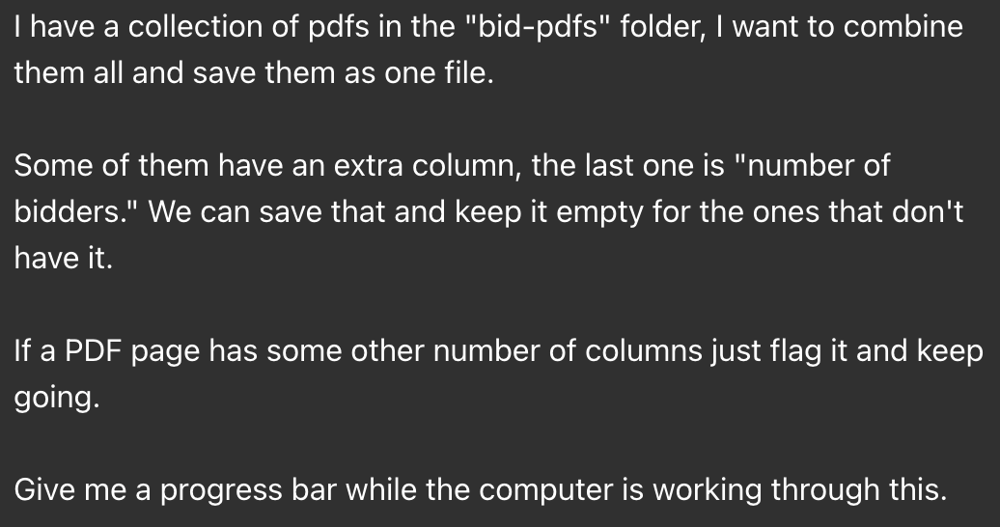 I have a collection of pdfs in the "bid-pdfs" folder, I want to combine
them all and save them as one file.
Some of them have an extra column, the last one is "number of
bidders." We can save that and keep it empty for the ones that don't
have it.
If a PDF page has some other number of columns just flag it and keep
going.
Give me a progress bar while the computer is working through this.